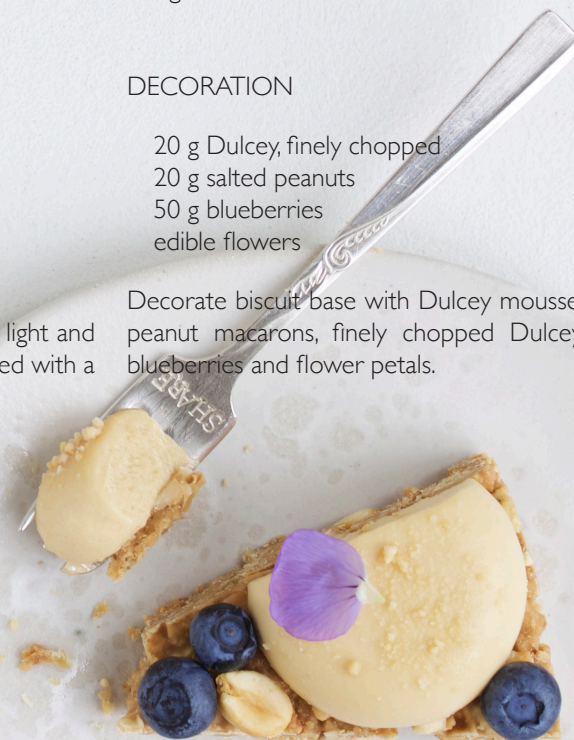 DECORATION
20 g Dulcey, finely chopped
20 g salted peanuts
50 g blueberries
edible flowers
light and
ed with a
Decorate biscuit base with Dulcey mousse
peanut macarons, finely chopped Dulcey
blueberries and flower petals.
SHARE